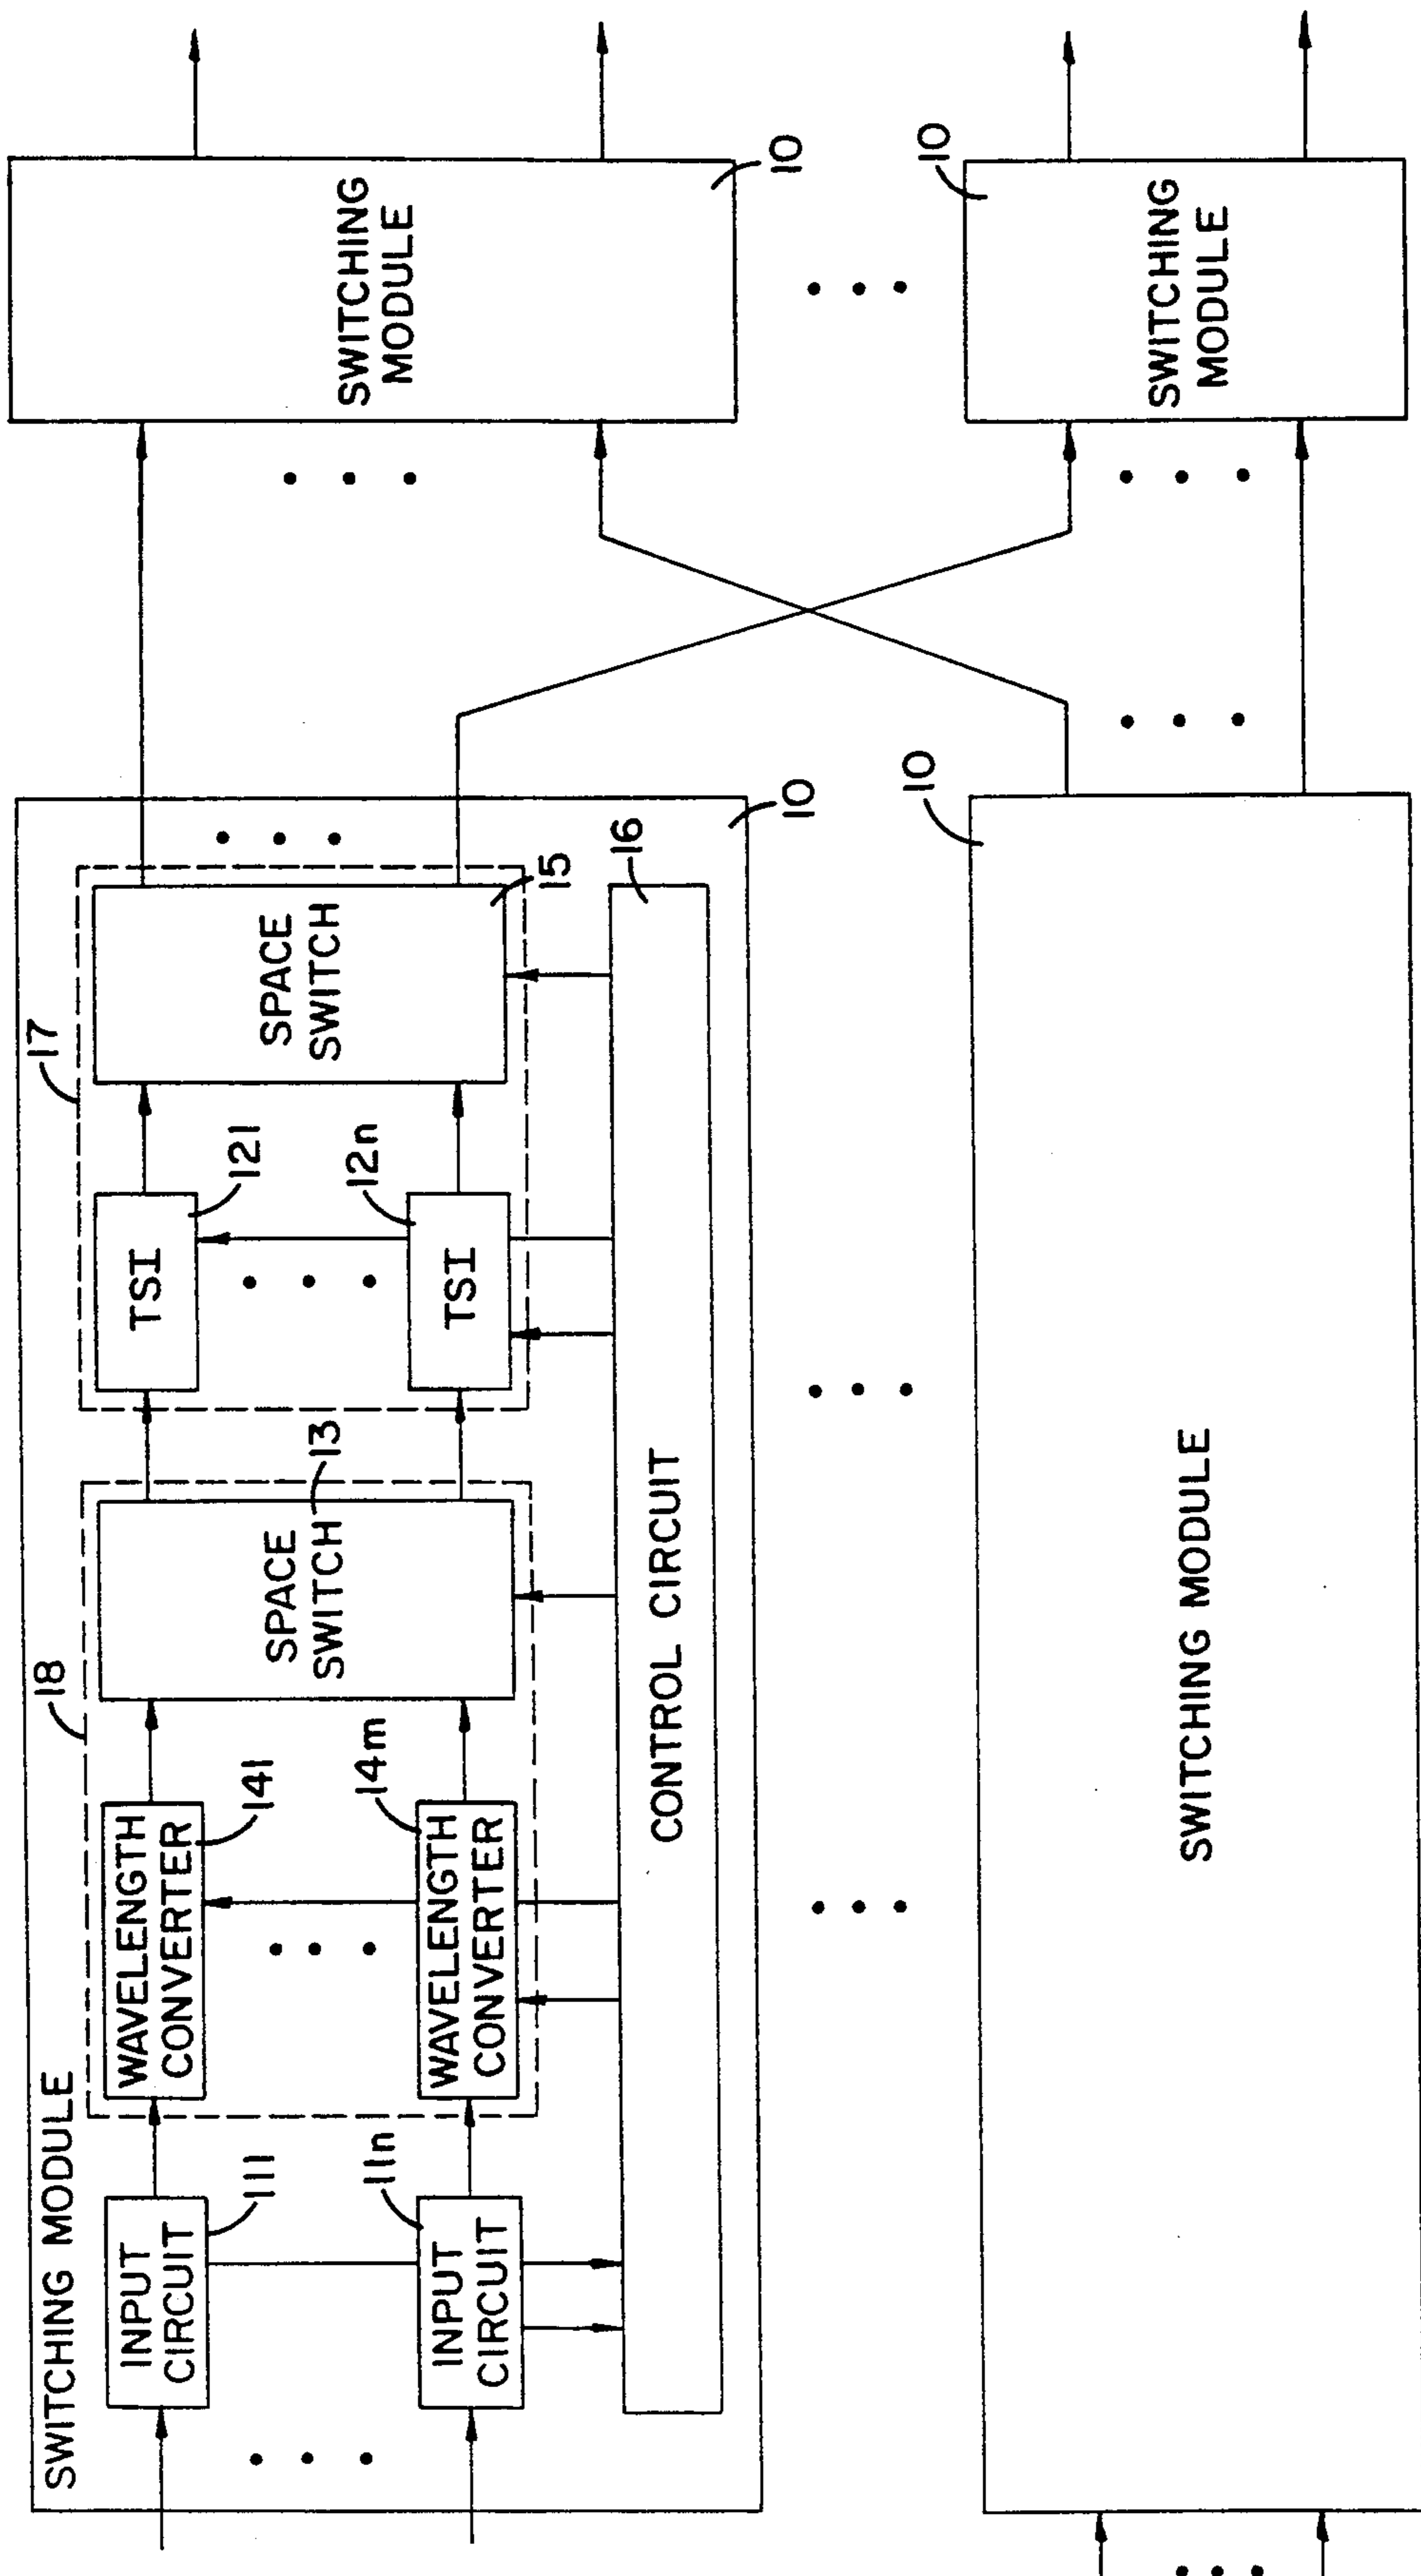 SWITCHING MODULE
INPUT
CIRCUIT
111
INPUT
CIRCUIT
11n
18
WAVELENGTH
CONVERTER
141
WAVELENGTH
CONVERTER
14m
SPACE
SWITCH
13
17
TSI
121
TSI
12n
SPACE
SWITCH
15
CONTROL CIRCUIT
16
10
SWITCHING
MODULE
10
SWITCHING MODULE
10
SWITCHING
MODULE
10